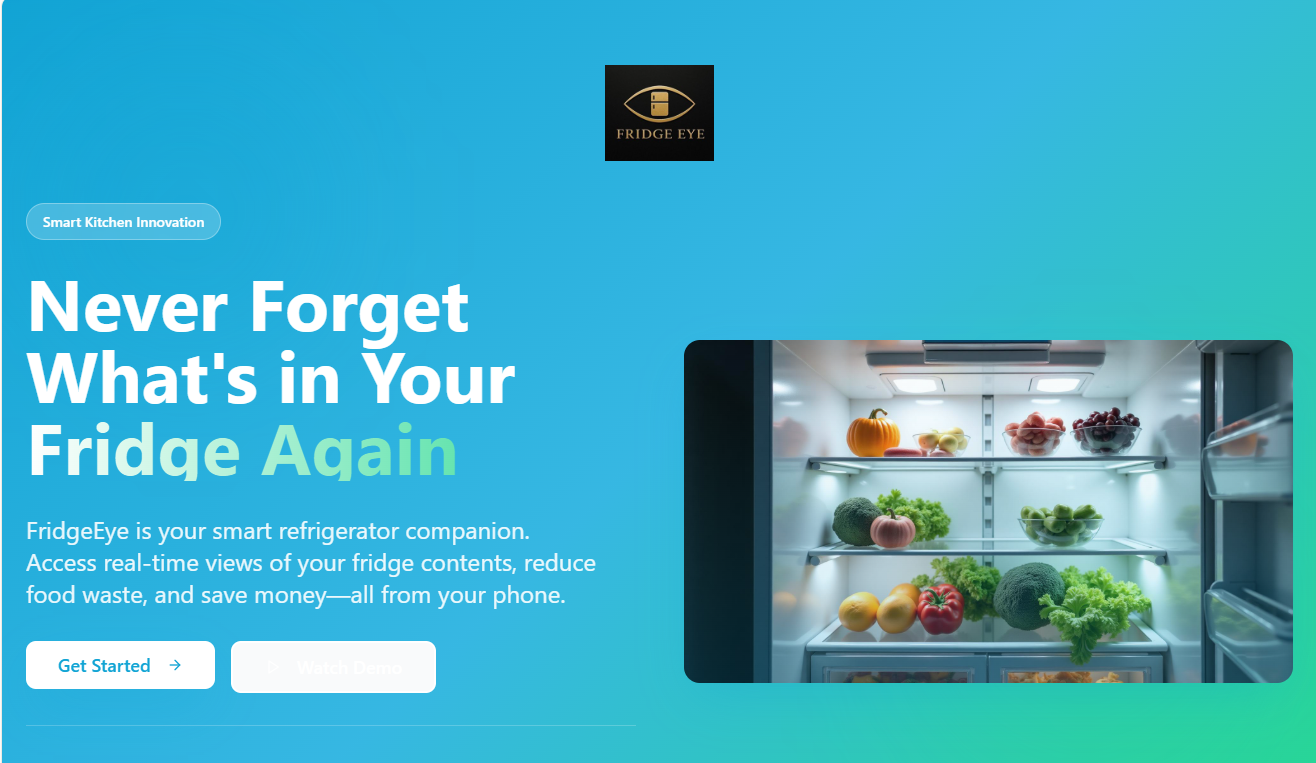 FRIDGE EYE
Smart Kitchen Innovation
Never Forget
What's in Your
Fridge Again
FridgeEye is your smart refrigerator companion.
Access real-time views of your fridge contents, reduce
food waste, and save money—all from your phone.
Get Started →
Watch Demo